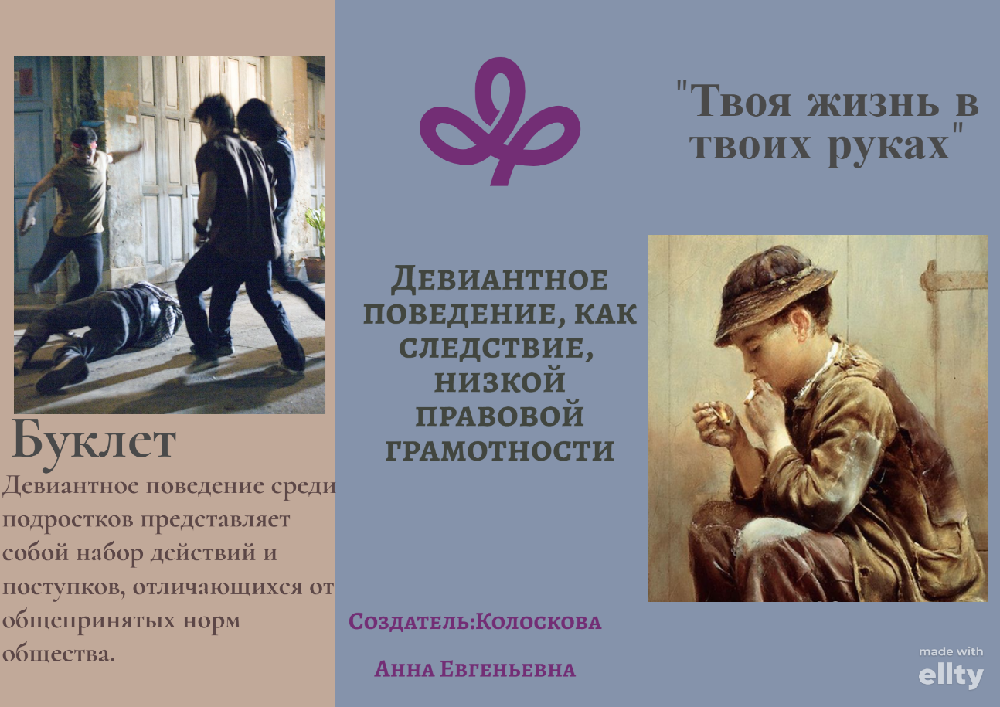 Буклет
Девиантное поведение среди
подростков представляет
собой набор действий и
поступков, отличающихся от
общепринятых норм
общества.
Девиантное
поведение, как
следствие,
низкой
правовой
грамотности
Создатель:Колоскова
Анна Евгеньевна
"Твоя жизнь в
твоих руках"
made with
ellty